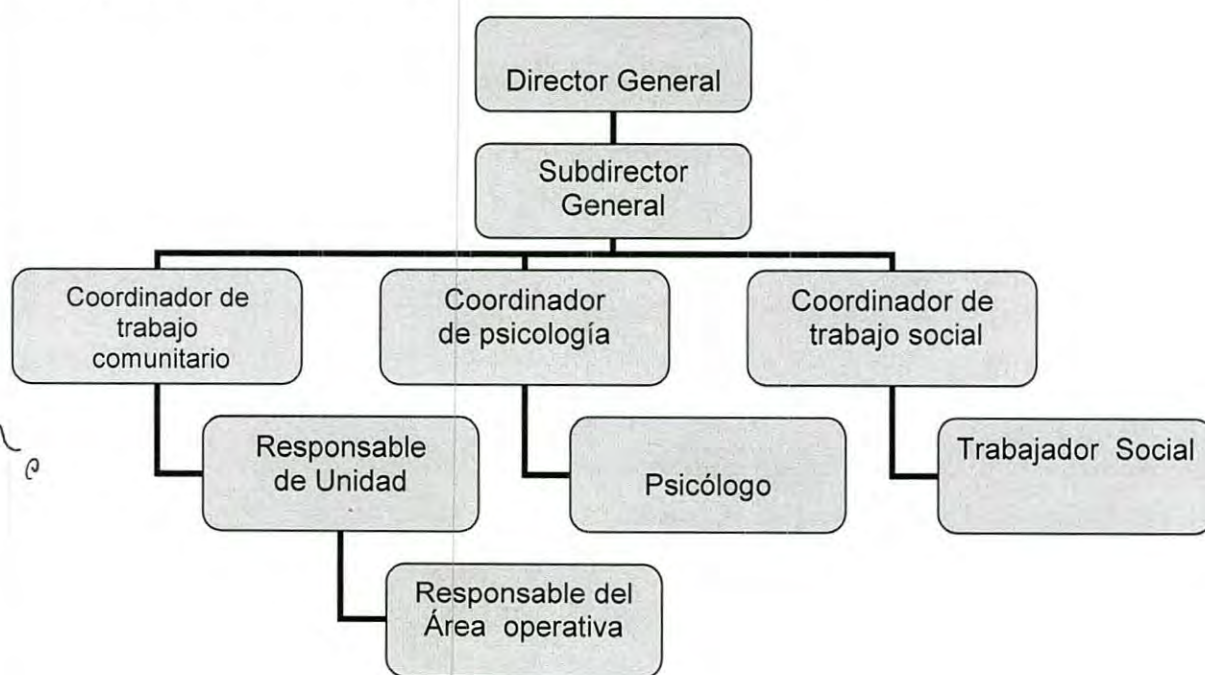 Director General
Subdirector
General
Coordinador de
trabajo
comunitario
Coordinador
de psicología
Coordinador de
trabajo social
Responsable
de Unidad
Psicólogo
Trabajador Social
Responsable del
Área operativa